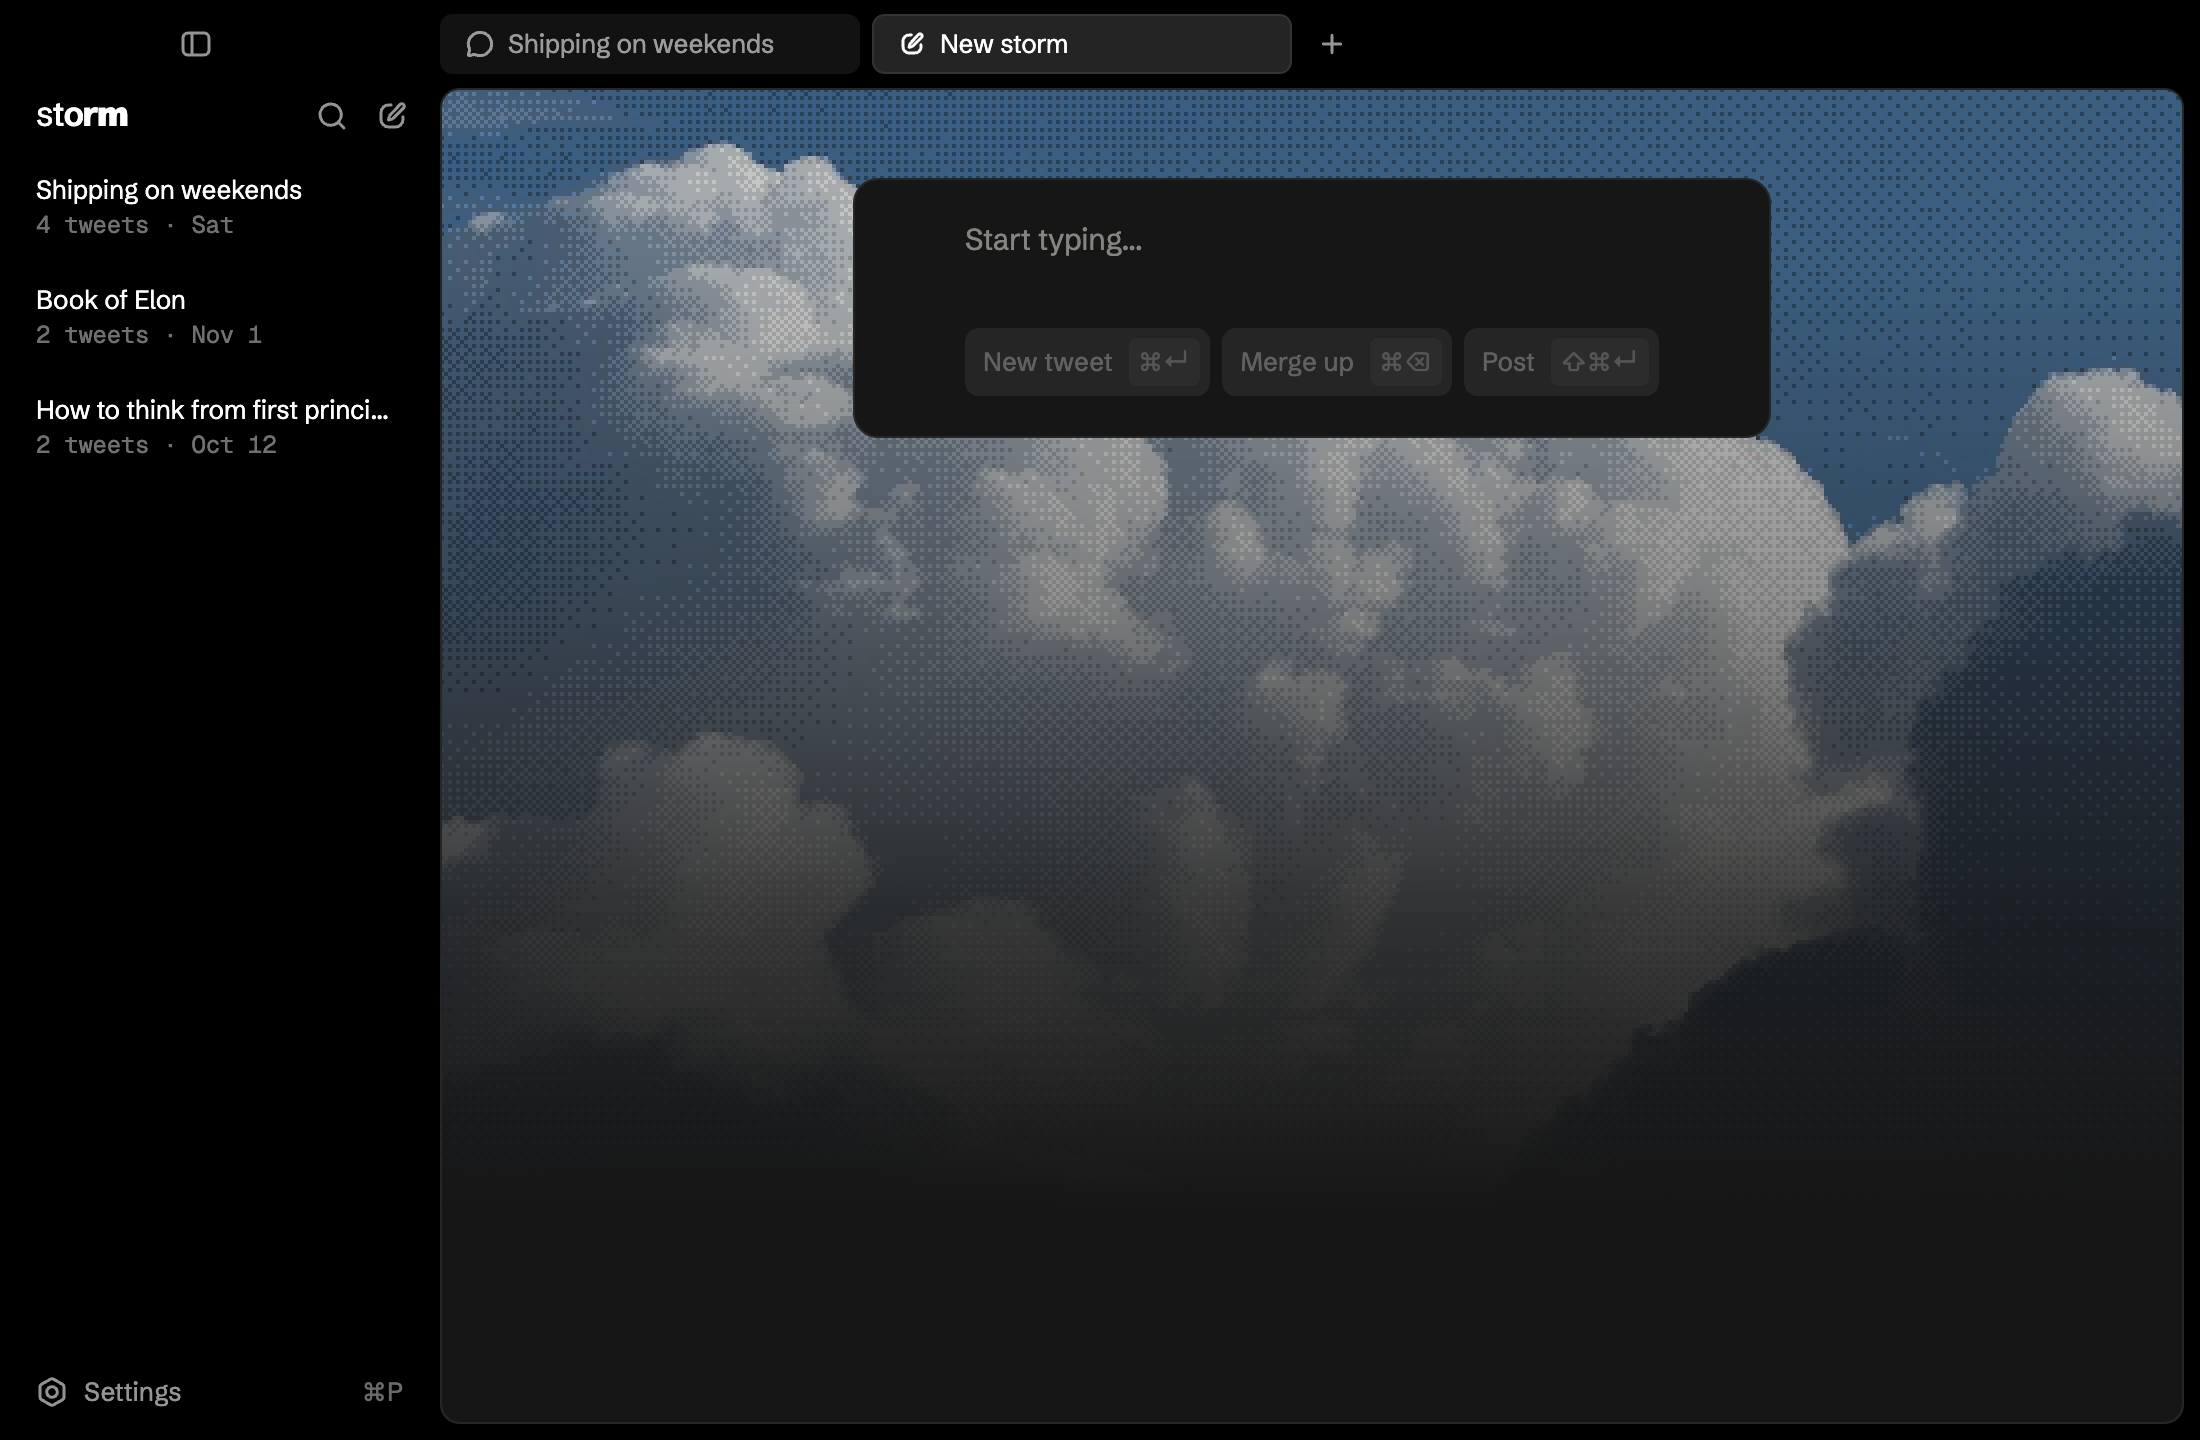 Shipping on weekends
New storm
storm
Shipping on weekends
4 tweets · Sat
Book of Elon
2 tweets · Nov 1
How to think from first princi...
2 tweets · Oct 12
Start typing...
New tweet ⌘↵ Merge up ⌘⌫ Post ⇧⌘↵
Settings ⌘P